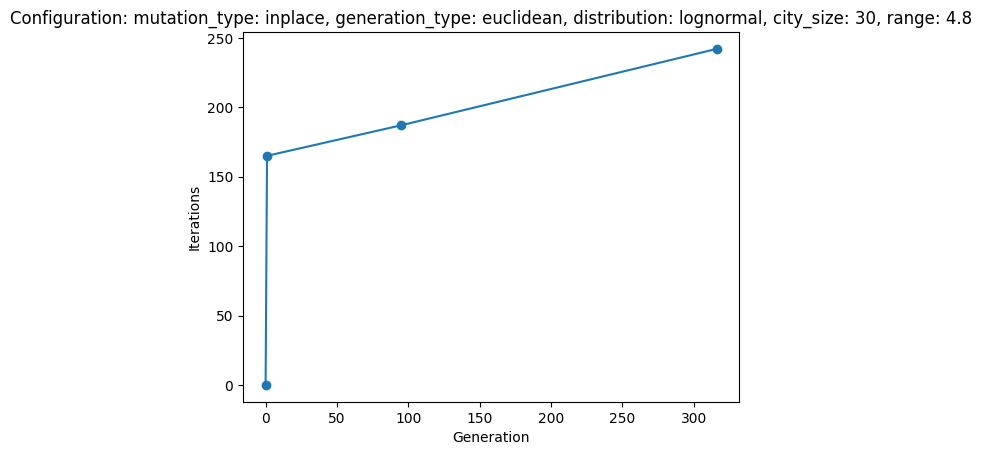 Configuration: mutation_type: inplace, generation_type: euclidean, distribution: lognormal, city_size: 30, range: 4.8
250
200
150
100
50
0
Iterations
0 50 100 150 200 250 300
Generation